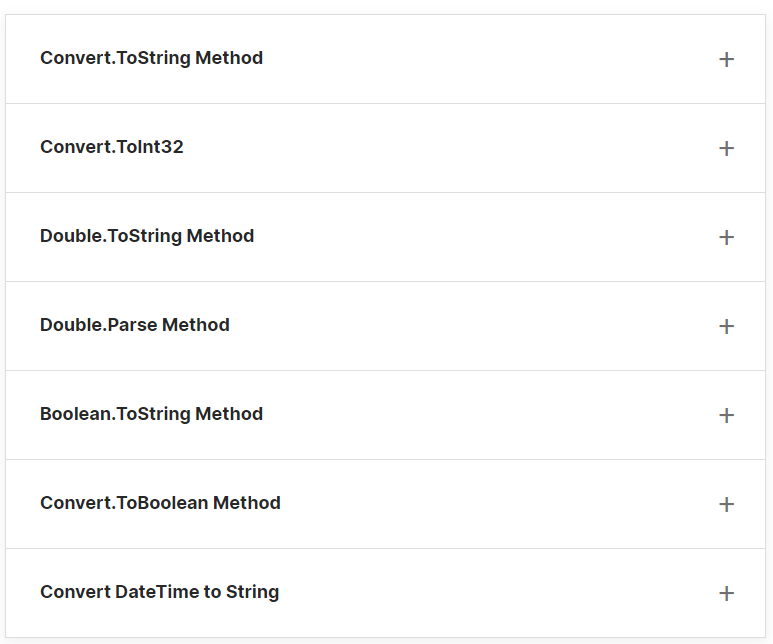 Convert.ToString Method
Convert.ToInt32
Double.ToString Method
Double.Parse Method
Boolean.ToString Method
Convert.ToBoolean Method
Convert DateTime to String